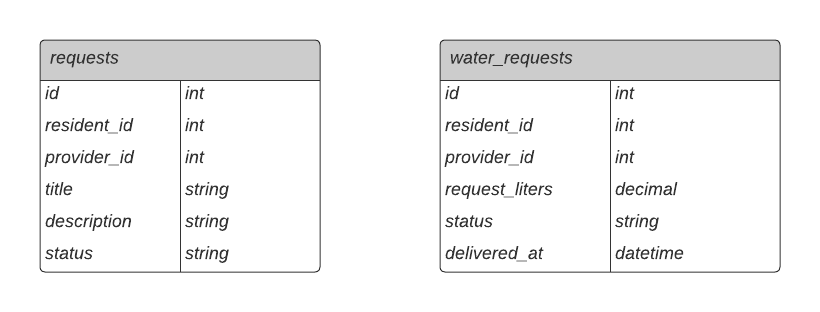 requests
id int
resident_id int
provider_id int
title string
description string
status string
water_requests
id int
resident_id int
provider_id int
request_liters decimal
status string
delivered_at datetime